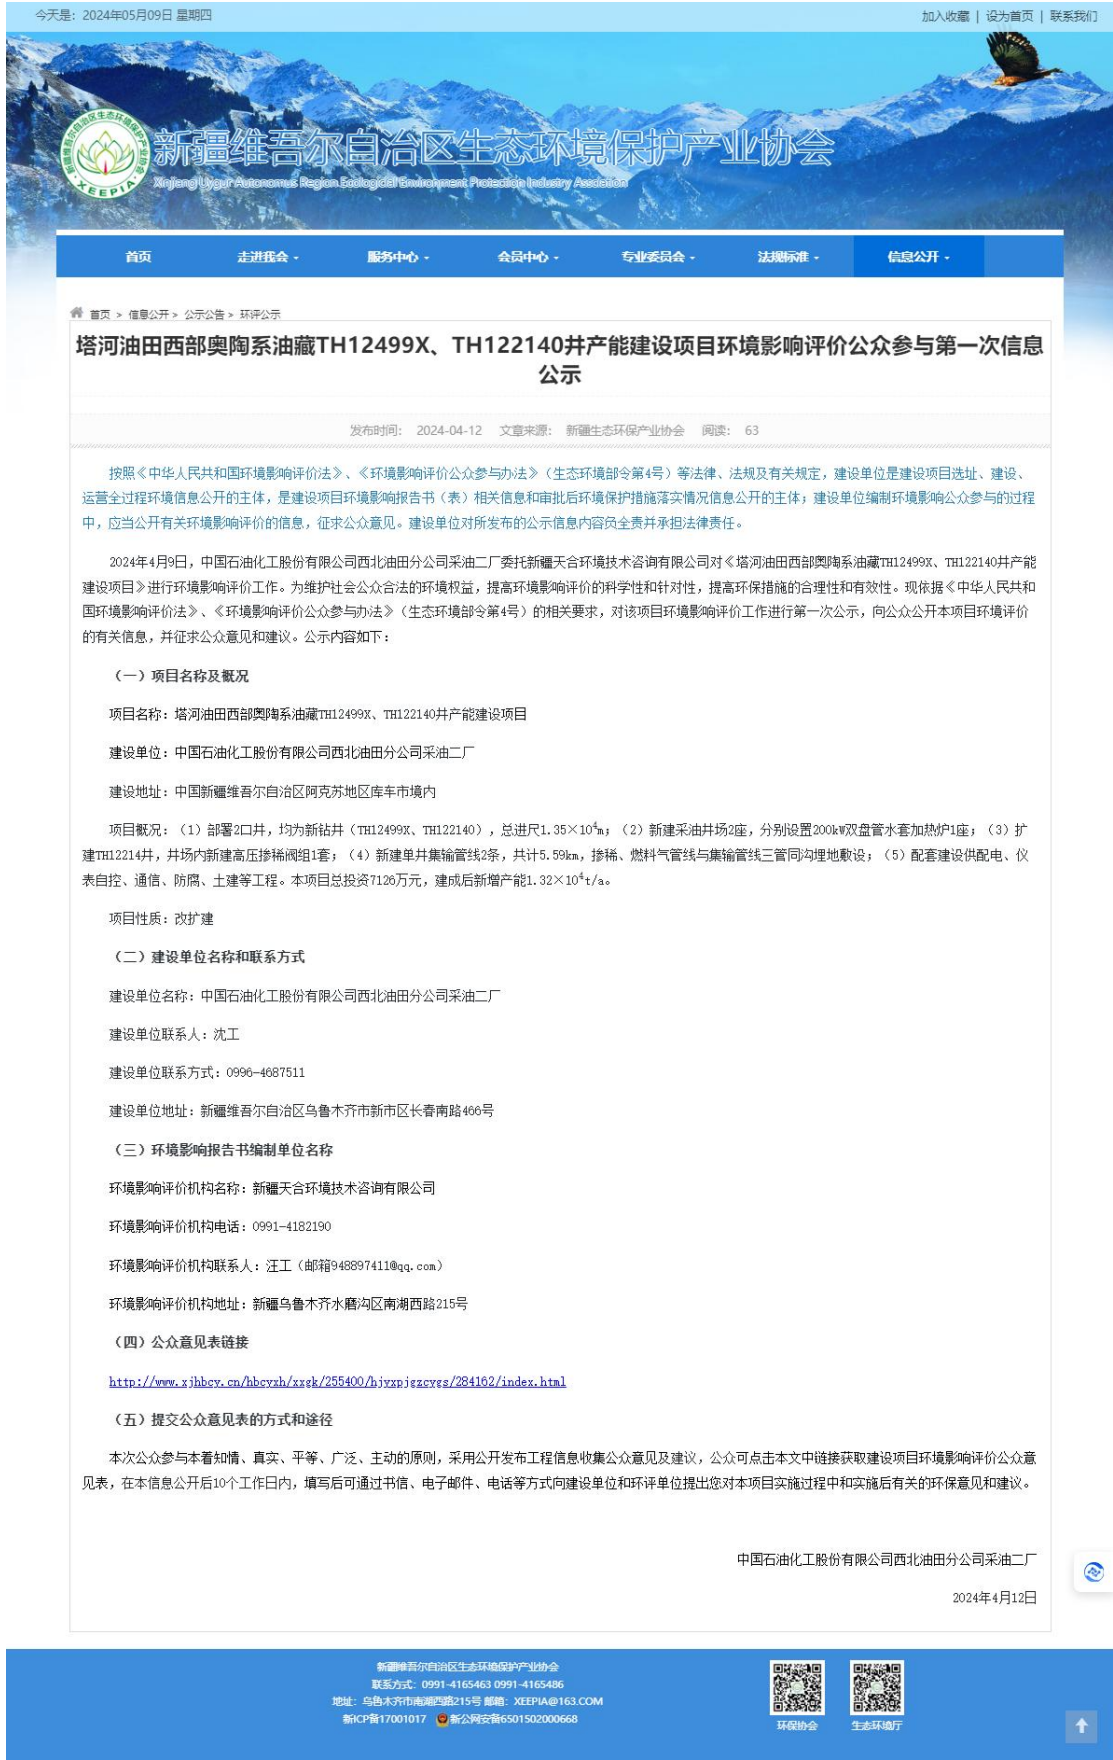 今天是：2024年05月09日 星期四
加入收藏 | 设为首页 | 联系我们
新疆维吾尔自治区生态环境保护产业协会
XEEPIA
首页 走进我会 服务中心 会员中心 专业委员会 法规标准 信息公开
首页 > 信息公开 > 公示公告 > 环评公示
塔河油田西部奥陶系油藏TH12499X、TH122140井产能建设项目环境影响评价公众参与第一次信息
公示
发布时间： 2024-04-12 文章来源： 新疆生态环保产业协会 阅读： 63
按照《中华人民共和国环境影响评价法》、《环境影响评价公众参与办法》（生态环境部令第4号）等法律、法规及有关规定，建设单位是建设项目选址、建设、
运营全过程环境信息公开的主体，是建设项目环境影响报告书（表）相关信息和审批后环境保护措施落实情况信息公开的主体；建设单位编制环境影响公众参与的过程
中，应当公开有关环境影响评价的信息，征求公众意见。建设单位对所发布的公示信息内容负全责并承担法律责任。
2024年4月9日，中国石油化工股份有限公司西北油田分公司采油二厂委托新疆天合环境技术咨询有限公司对《塔河油田西部奥陶系油藏TH12499X、TH122140井产能
建设项目》进行环境影响评价工作。为维护社会公众合法的环境权益，提高环境影响评价的科学性和针对性，提高环保措施的合理性和有效性。现依据《中华人民共和
国环境影响评价法》、《环境影响评价公众参与办法》（生态环境部令第4号）的相关要求，对该项目环境影响评价工作进行第一次公示，向公众公开本项目环境评价
的有关信息，并征求公众意见和建议。公示内容如下：
（一）项目名称及概况
项目名称：塔河油田西部奥陶系油藏TH12499X、TH122140井产能建设项目
建设单位：中国石油化工股份有限公司西北油田分公司采油二厂
建设地址：中国新疆维吾尔自治区阿克苏地区库车市境内
项目概况：（1）部署2口井，均为新钻井（TH12499X、TH122140），总进尺1.35×10⁴m；（2）新建采油井场2座，分别设置200kW双盘管水套加热炉1座；（3）扩
建TH12214井，井场内新建高压掺稀阀组1套；（4）新建单井集输管线2条，共计5.59km，掺稀、燃料气管线与集输管线三管同沟埋地敷设；（5）配套建设供配电、仪
表自控、通信、防腐、土建等工程。本项目总投资7126万元，建成后新增产能1.32×10⁴t/a。
项目性质：改扩建
（二）建设单位名称和联系方式
建设单位名称：中国石油化工股份有限公司西北油田分公司采油二厂
建设单位联系人：沈工
建设单位联系方式：0996-4687511
建设单位地址：新疆维吾尔自治区乌鲁木齐市新市区长春南路466号
（三）环境影响报告书编制单位名称
环境影响评价机构名称：新疆天合环境技术咨询有限公司
环境影响评价机构电话：0991-4182190
环境影响评价机构联系人：汪工（邮箱948897411@qq.com）
环境影响评价机构地址：新疆乌鲁木齐水磨沟区南湖西路215号
（四）公众意见表链接
http://www.xjhbcy.cn/hbcyxh/xxgk/255400/hjyxpjgzcygs/284162/index.html
（五）提交公众意见表的方式和途径
本次公众参与本着知情、真实、平等、广泛、主动的原则，采用公开发布工程信息收集公众意见及建议，公众可点击本文中链接获取建设项目环境影响评价公众意
见表，在本信息公开后10个工作日内，填写后可通过书信、电子邮件、电话等方式向建设单位和环评单位提出您对本项目实施过程中和实施后有关的环保意见和建议。
中国石油化工股份有限公司西北油田分公司采油二厂
2024年4月12日
新疆维吾尔自治区生态环境保护产业协会
联系方式：0991-4165463 0991-4165486
地址：乌鲁木齐市南湖西路215号 邮箱：XEEPIA@163.COM
新ICP备17001017 新公网安备6501502000668
环保协会 生态环境厅